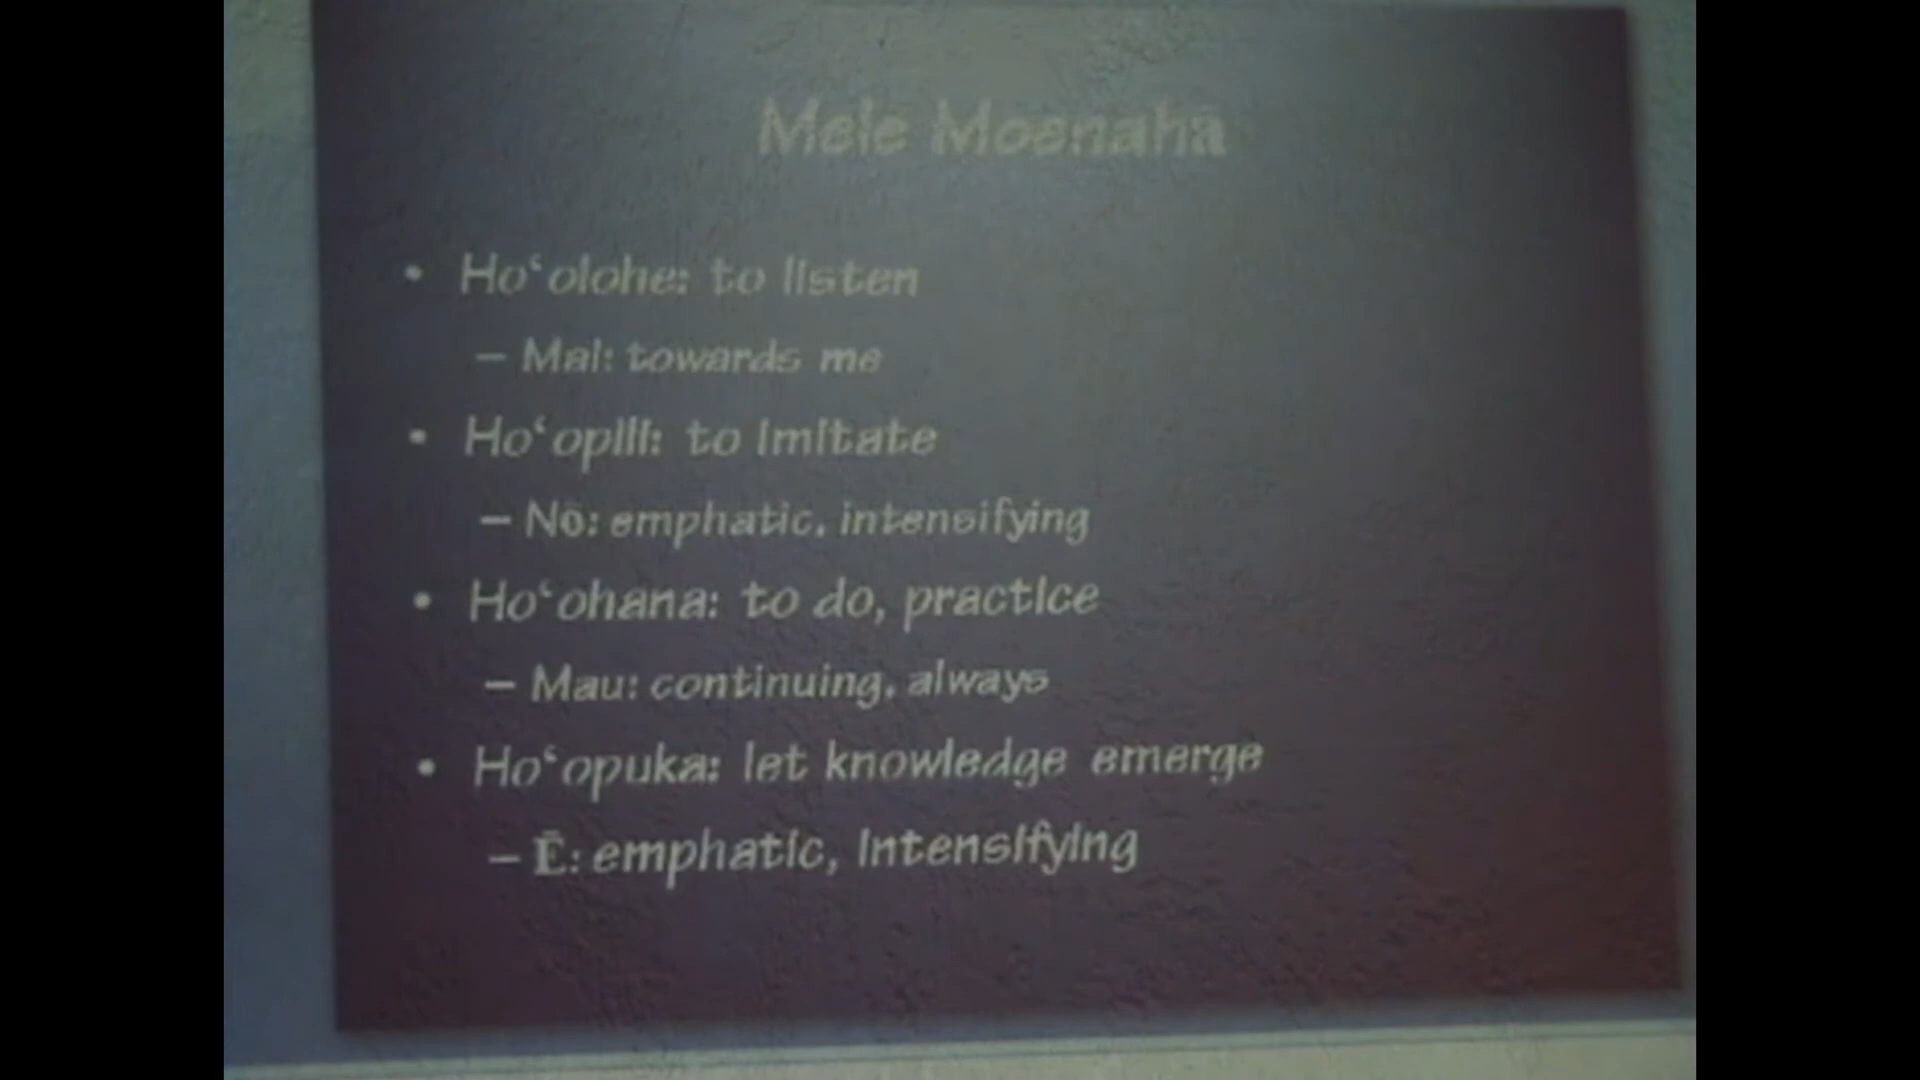 Mele Moenaha
• Hoʻolohe: to listen
– Mai: towards me
• Hoʻopili: to imitate
– Nō: emphatic, intensifying
• Hoʻohana: to do, practice
– Mau: continuing, always
• Hoʻopuka: let knowledge emerge
– Ē: emphatic, intensifying